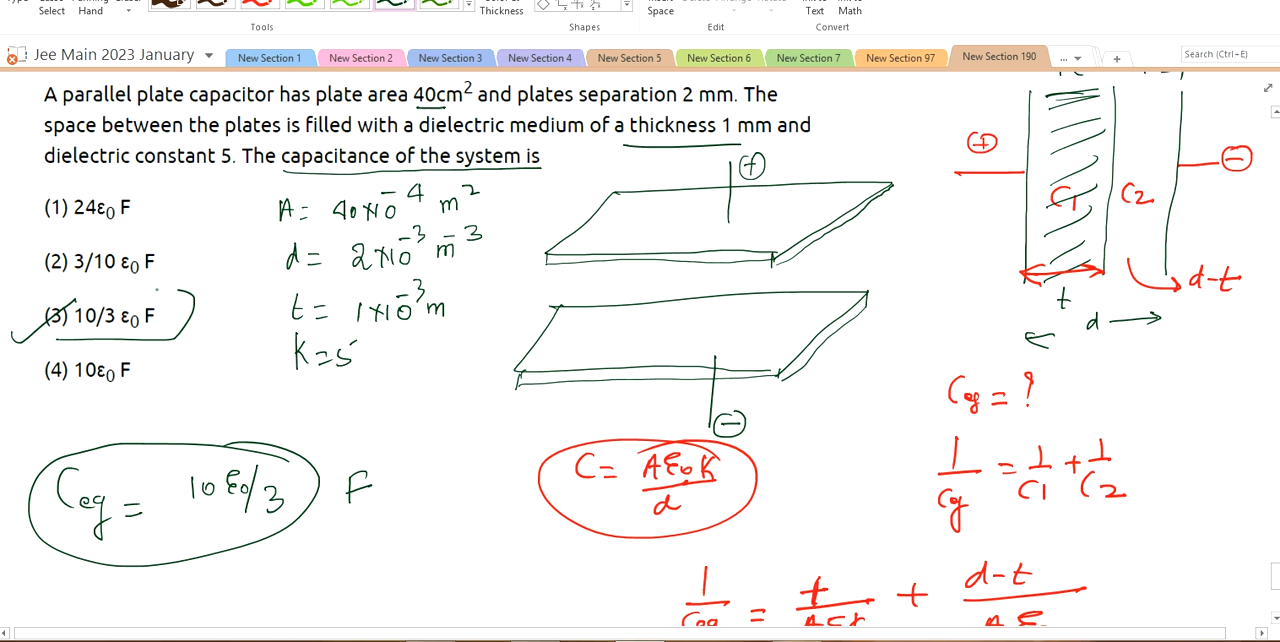 Select Hand Thickness Space Text Math
Tools Shapes Edit Convert
Jee Main 2023 January New Section 1 New Section 2 New Section 3 New Section 4 New Section 5 New Section 6 New Section 7 New Section 97 New Section 190 ... + Search (Ctrl+E)
A parallel plate capacitor has plate area 40cm² and plates separation 2 mm. The
space between the plates is filled with a dielectric medium of a thickness 1 mm and
dielectric constant 5. The capacitance of the system is
(1) 24ε₀ F
(2) 3/10 ε₀ F
(3) 10/3 ε₀ F
(4) 10ε₀ F
A = 40×10⁻⁴ m²
d = 2×10⁻³ m⁻³
t = 1×10⁻³ m
K = 5
+
−
+
−
C1
C2
t
d-t
d
Ceq = ?
1/Ceq = 1/C1 + 1/C2
C = Aε₀K/d
Ceq = 10ε₀/3 F